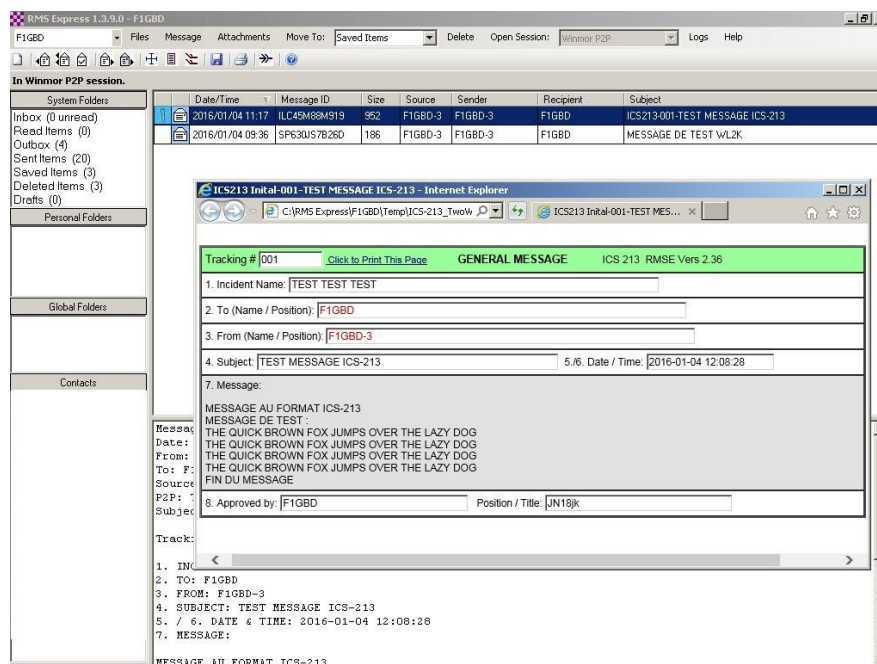 RMS Express 1.3.9.0 - F1GBD
F1GBD Files Message Attachments Move To: Saved Items Delete Open Session: Winmor P2P Logs Help
In Winmor P2P session.
System Folders
Inbox (0 unread)
Read Items (0)
Outbox (4)
Sent Items (20)
Saved Items (3)
Deleted Items (3)
Drafts (0)
Personal Folders
Global Folders
Contacts
Date/Time Message ID Size Source Sender Recipient Subject
2016/01/04 11:17 ILC45M88M919 952 F1GBD-3 F1GBD-3 F1GBD ICS213-001-TEST MESSAGE ICS-213
2016/01/04 09:36 SP630JS7B26D 186 F1GBD-3 F1GBD-3 F1GBD MESSAGE DE TEST WL2K
ICS213 Inital-001-TEST MESSAGE ICS-213 - Internet Explorer
C:\RMS Express\F1GBD\Temp\ICS-213_TwoW ICS213 Inital-001-TEST MES...
Tracking # 001 Click to Print This Page GENERAL MESSAGE ICS 213 RMSE Vers 2.36
1. Incident Name: TEST TEST TEST
2. To (Name / Position): F1GBD
3. From (Name / Position): F1GBD-3
4. Subject: TEST MESSAGE ICS-213 5./6. Date / Time: 2016-01-04 12:08:28
7. Message:
MESSAGE AU FORMAT ICS-213
MESSAGE DE TEST :
THE QUICK BROWN FOX JUMPS OVER THE LAZY DOG
THE QUICK BROWN FOX JUMPS OVER THE LAZY DOG
THE QUICK BROWN FOX JUMPS OVER THE LAZY DOG
THE QUICK BROWN FOX JUMPS OVER THE LAZY DOG
FIN DU MESSAGE
8. Approved by: F1GBD Position / Title: JN18jk
Messag
Date:
From:
To: F
Source
P2P:
Subjec
Track
1. IN
2. TO: F1GBD
3. FROM: F1GBD-3
4. SUBJECT: TEST MESSAGE ICS-213
5. / 6. DATE & TIME: 2016-01-04 12:08:28
7. MESSAGE:
MESSAGE AU FORMAT ICS-213